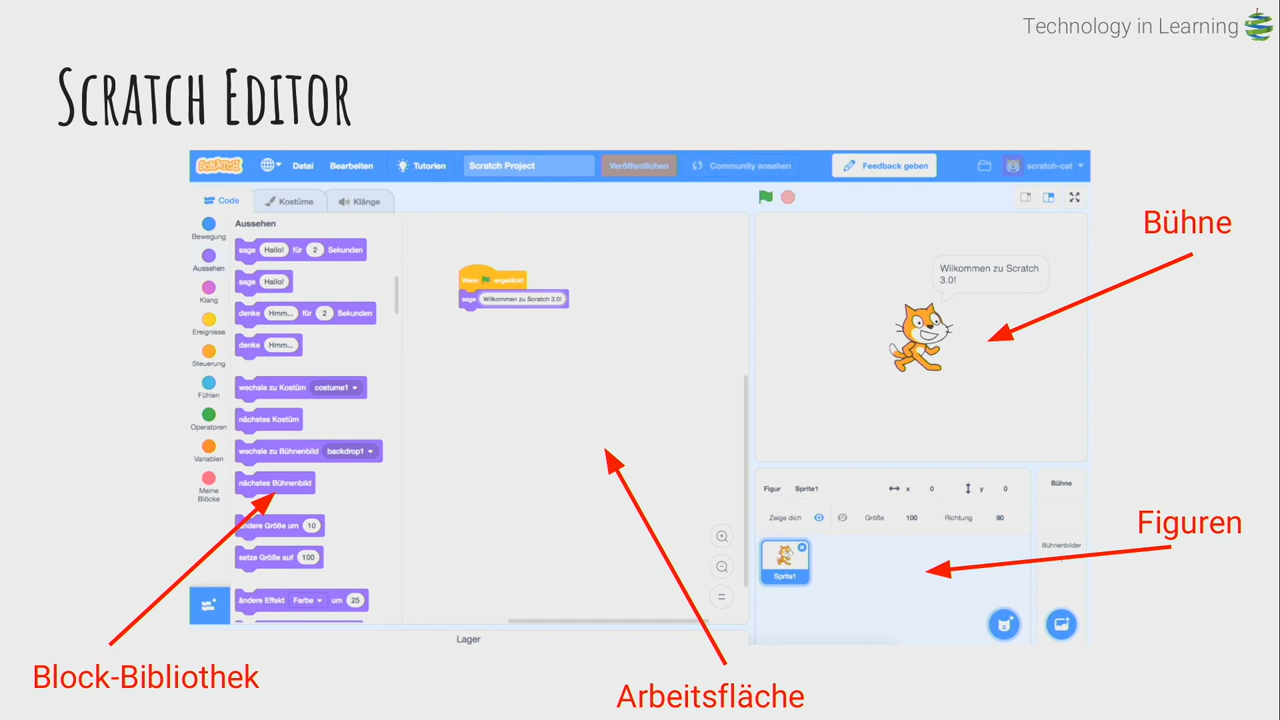 Technology in Learning
SCRATCH EDITOR
SCRATCH Datei Bearbeiten Tutorien Scratch Project Veröffentlichen Community ansehen Feedback geben scratch-cat
Code Kostüme Klänge
Bewegung
Aussehen
Klang
Ereignisse
Steuerung
Fühlen
Operatoren
Variablen
Meine
Blöcke
Aussehen
sage Hallo! für 2 Sekunden
sage Hallo!
denke Hmm... für 2 Sekunden
denke Hmm...
wechsle zu Kostüm costume1
nächstes Kostüm
wechsle zu Bühnenbild backdrop1
nächstes Bühnenbild
ändere Größe um 10
setze Größe auf 100
ändere Effekt Farbe um 25
Wenn angeklickt
sage Wilkommen zu Scratch 3.0!
Lager
Wilkommen zu Scratch
3.0!
Figur Sprite1 x 0 y 0
Zeige dich Größe 100 Richtung 90
Sprite1
Bühne
Bühnenbilder
Bühne
Figuren
Block-Bibliothek
Arbeitsfläche